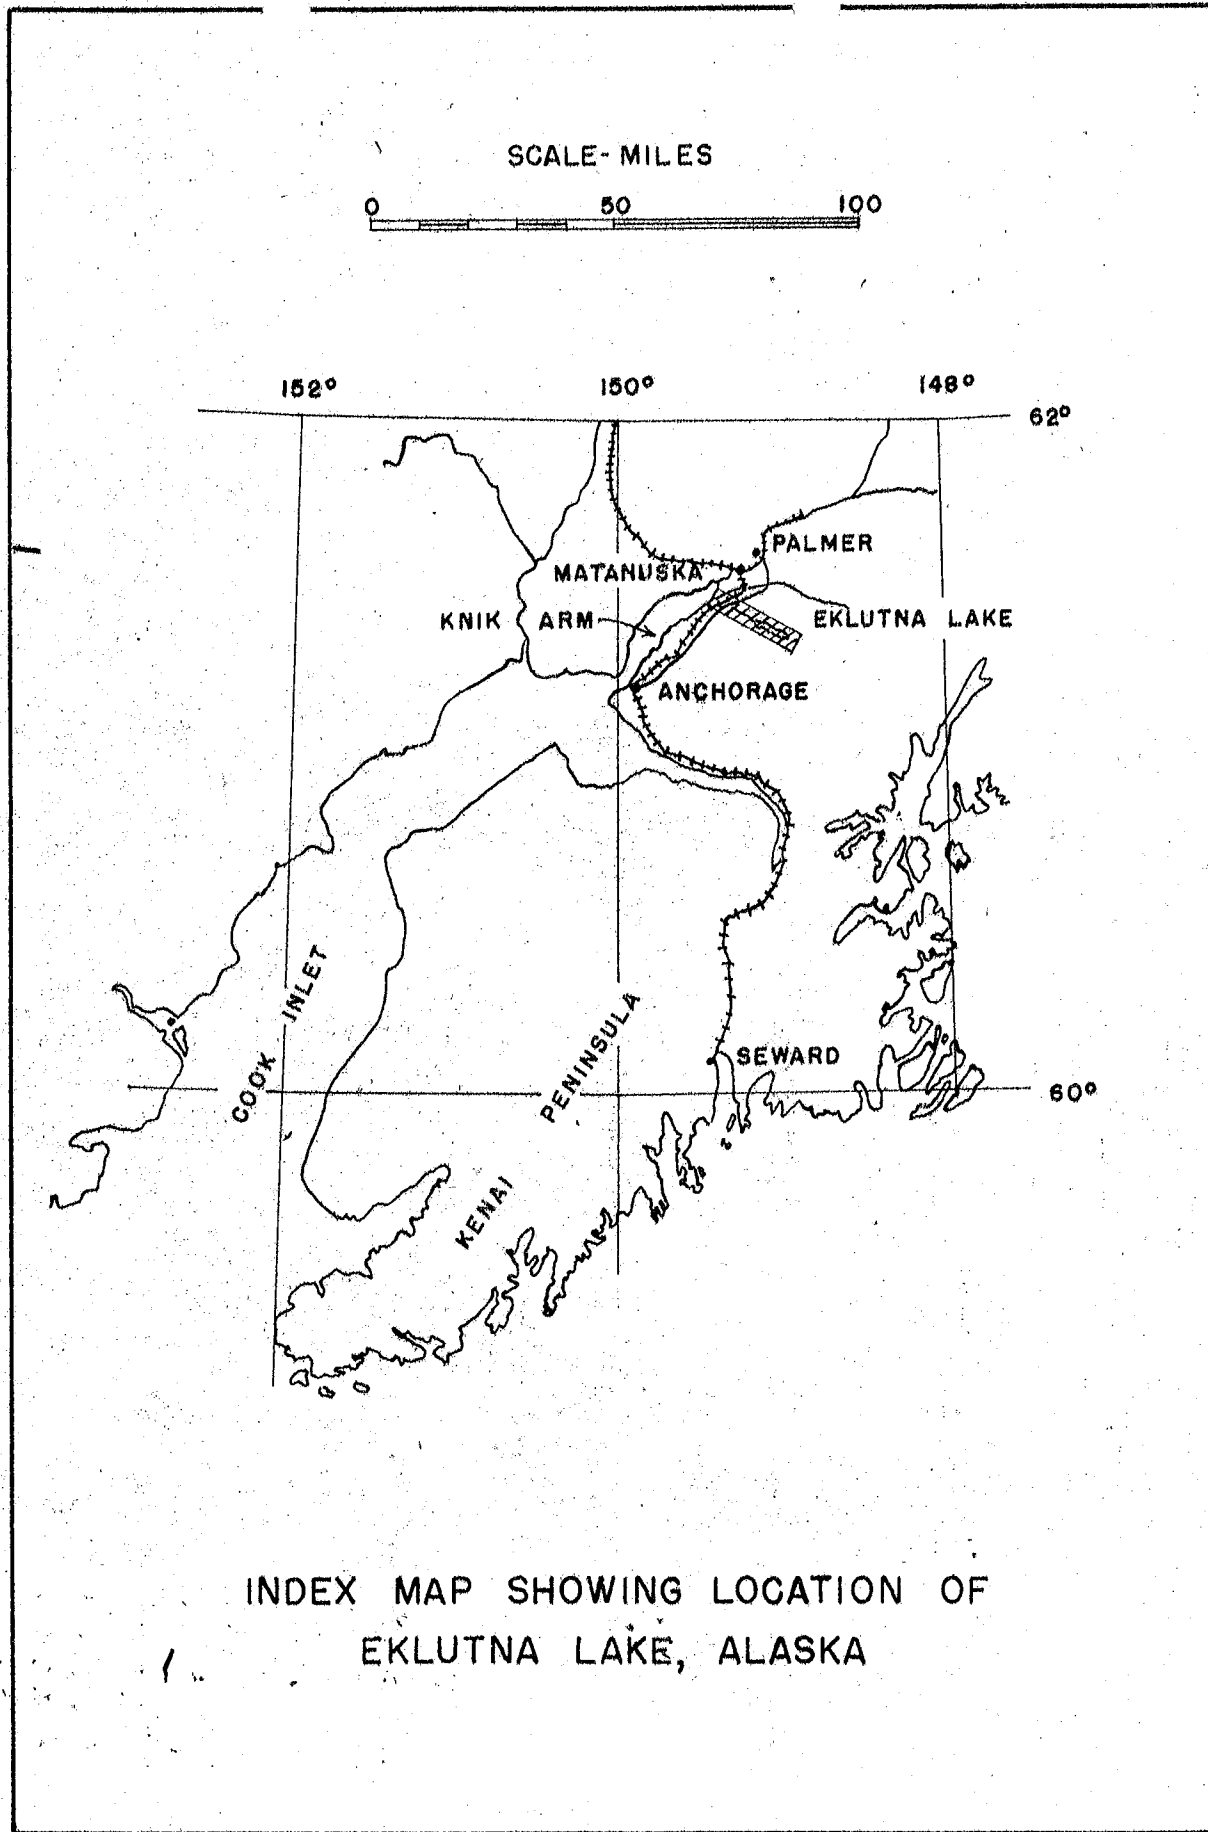 SCALE-MILES
0 50 100
152° 150° 148°
62°
PALMER
MATANUSKA
KNIK ARM
EKLUTNA LAKE
ANCHORAGE
COOK INLET
KENAI PENINSULA
SEWARD
60°
INDEX MAP SHOWING LOCATION OF
EKLUTNA LAKE, ALASKA